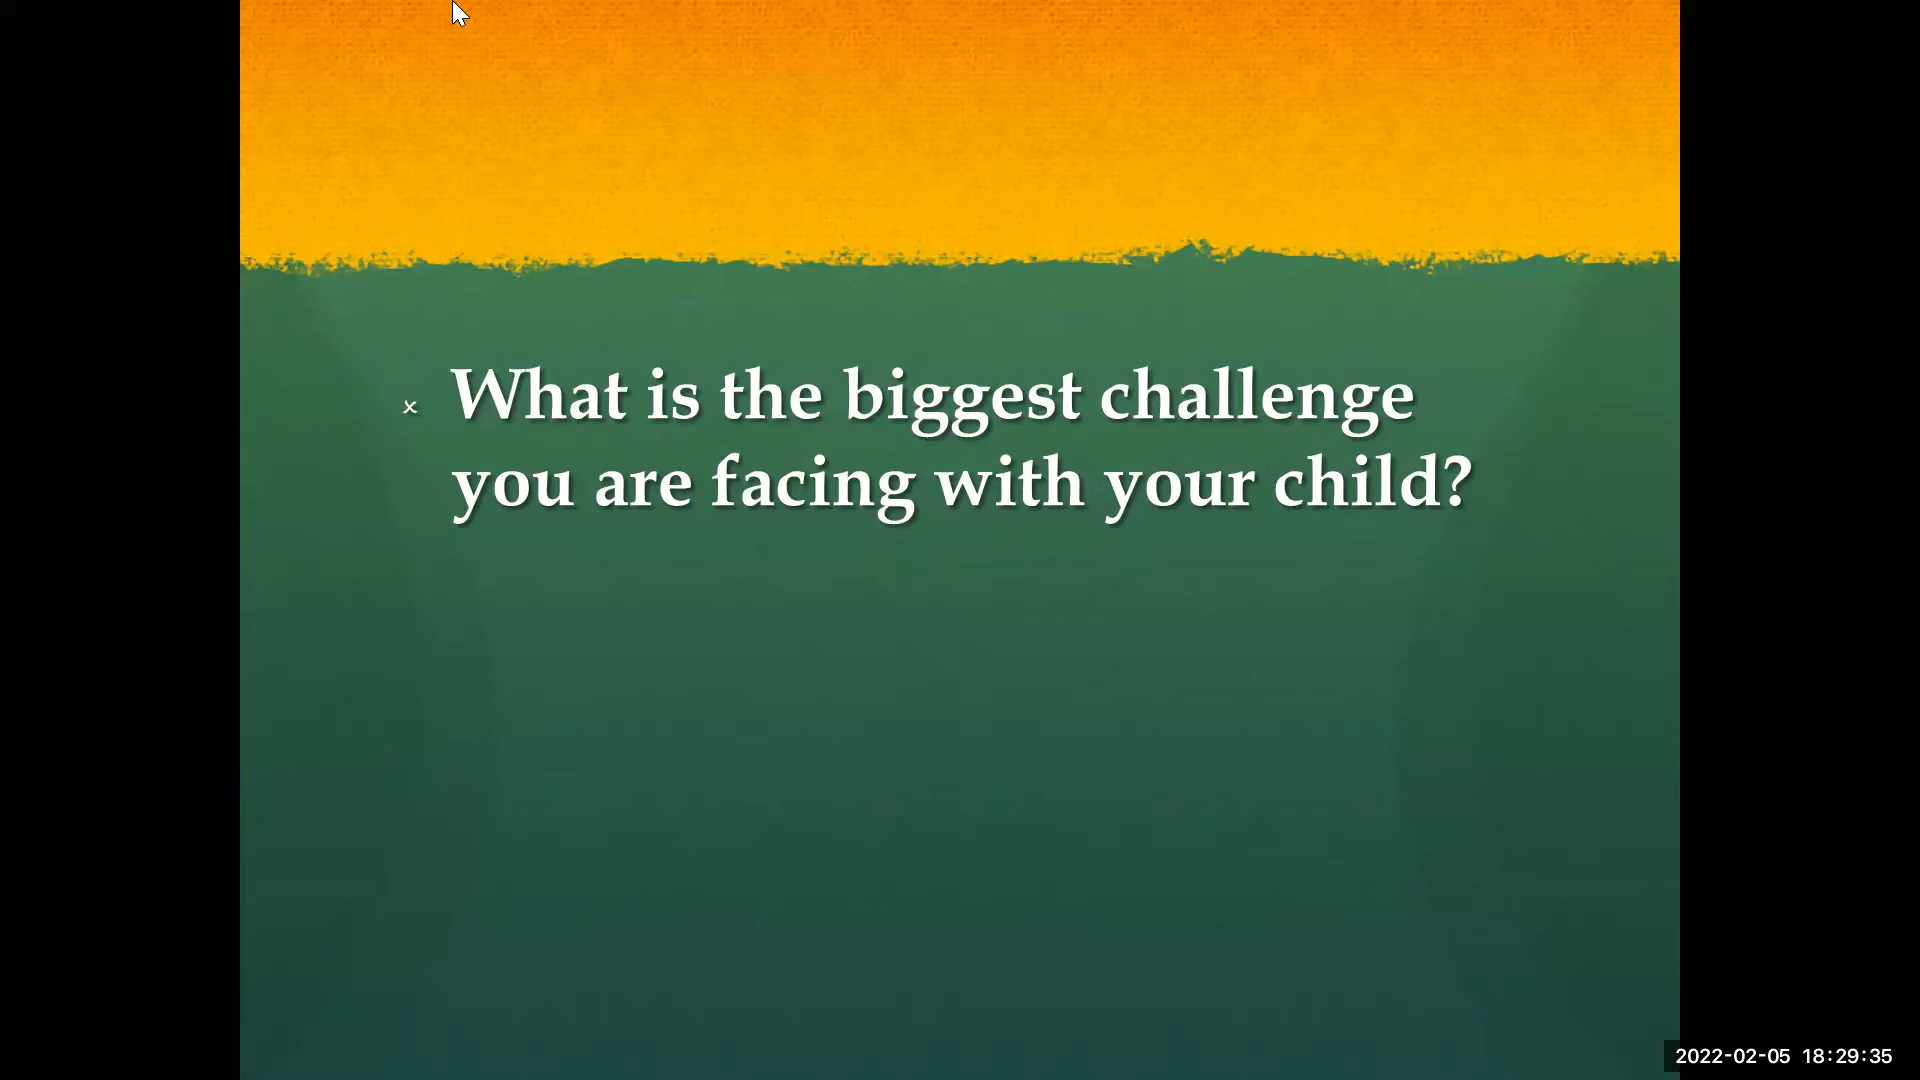 × What is the biggest challenge
you are facing with your child?
2022-02-05 18:29:35